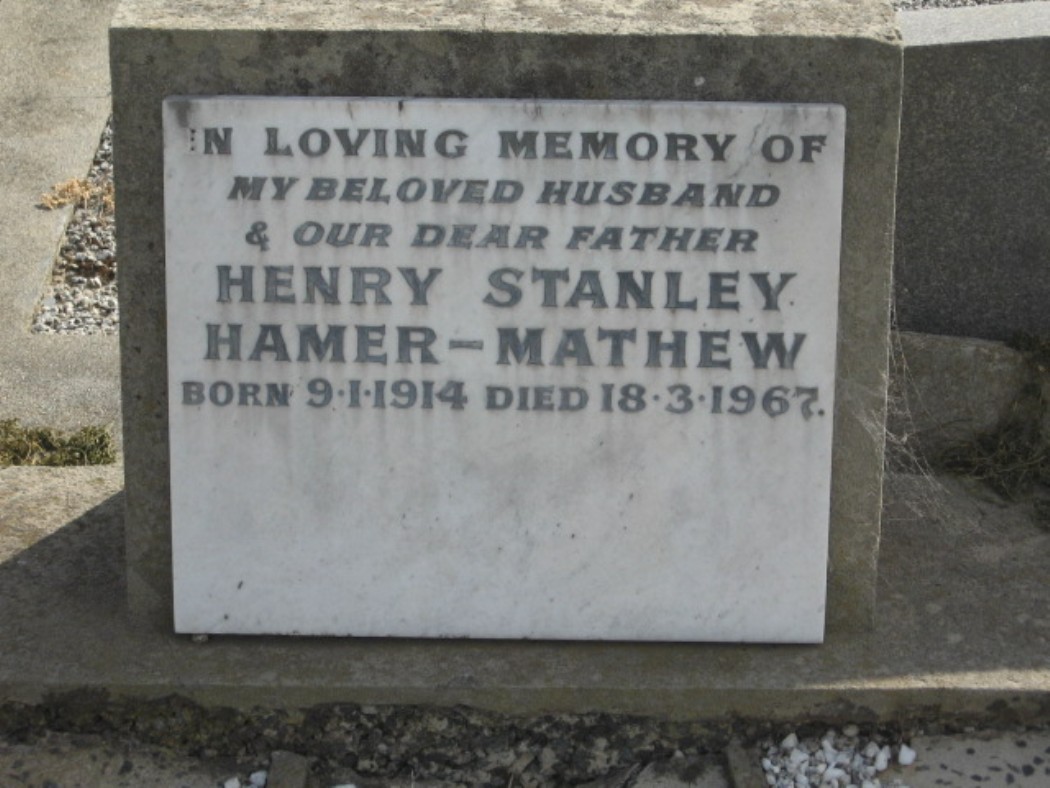 IN LOVING MEMORY OF
MY BELOVED HUSBAND
& OUR DEAR FATHER
HENRY STANLEY
HAMER-MATHEW
BORN 9·1·1914 DIED 18·3·1967.